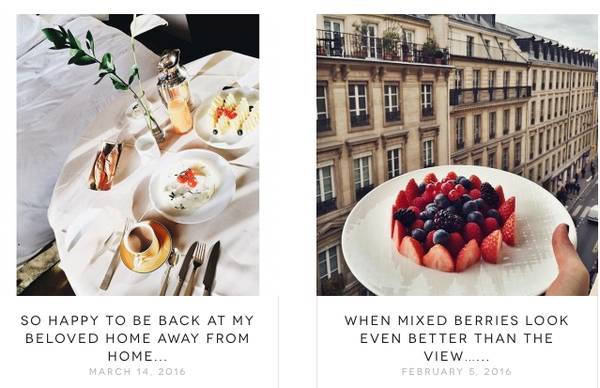 SO HAPPY TO BE BACK AT MY
BELOVED HOME AWAY FROM
HOME...
MARCH 14, 2016
WHEN MIXED BERRIES LOOK
EVEN BETTER THAN THE
VIEW......
FEBRUARY 5, 2016